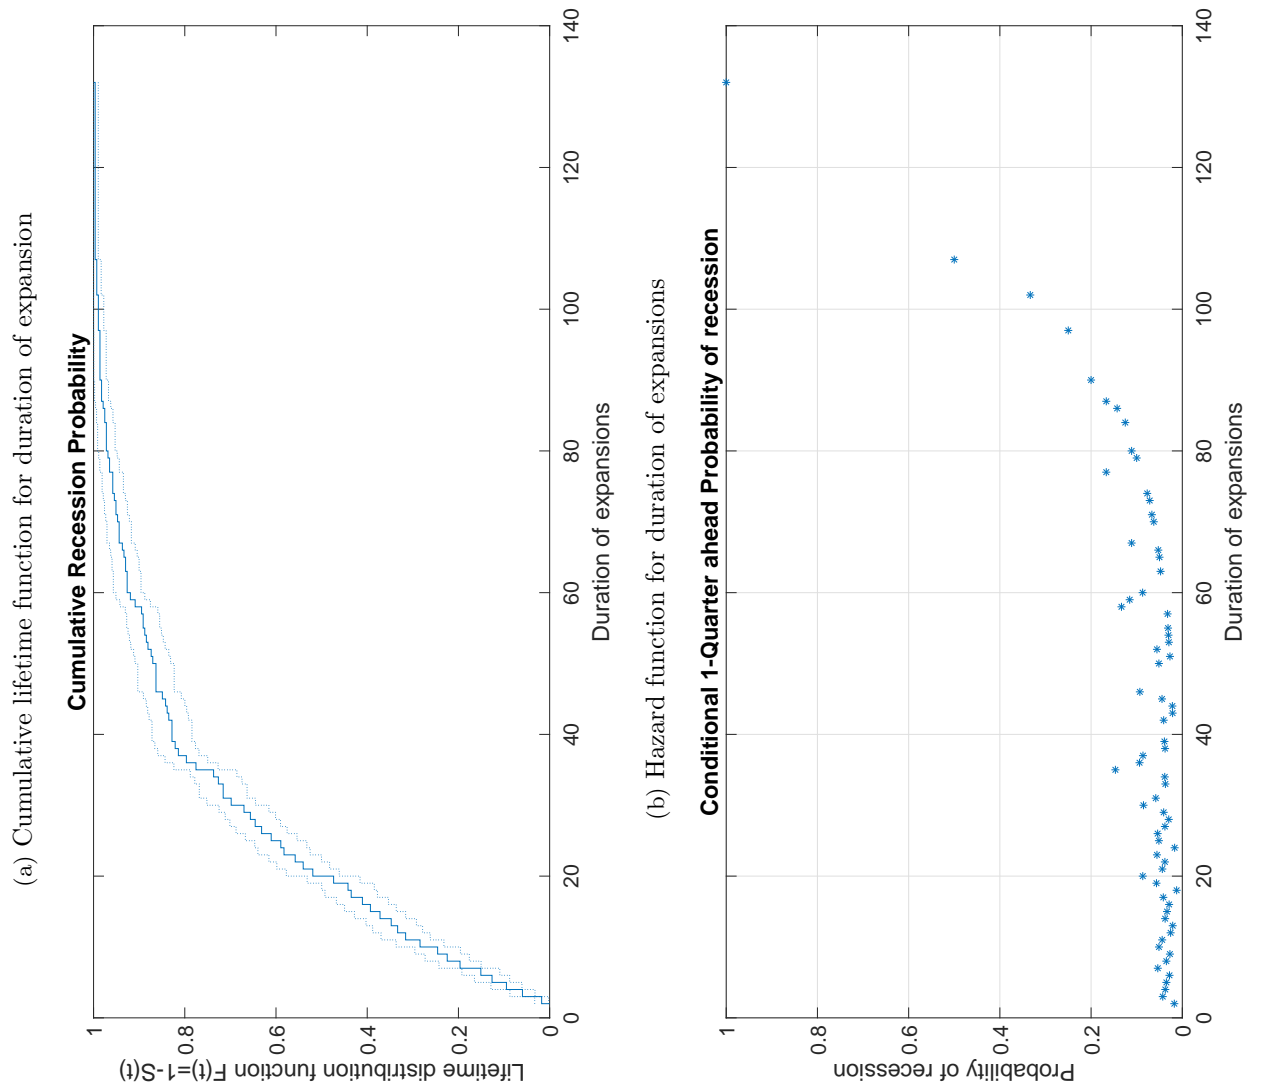 (a) Cumulative lifetime function for duration of expansion
Cumulative Recession Probability
Lifetime distribution function F(t)=1-S(t)
1
0.8
0.6
0.4
0.2
0
0 20 40 60 80 100 120 140
Duration of expansions
(b) Hazard function for duration of expansions
Conditional 1-Quarter ahead Probability of recession
Probability of recession
1
0.8
0.6
0.4
0.2
0
0 20 40 60 80 100 120 140
Duration of expansions